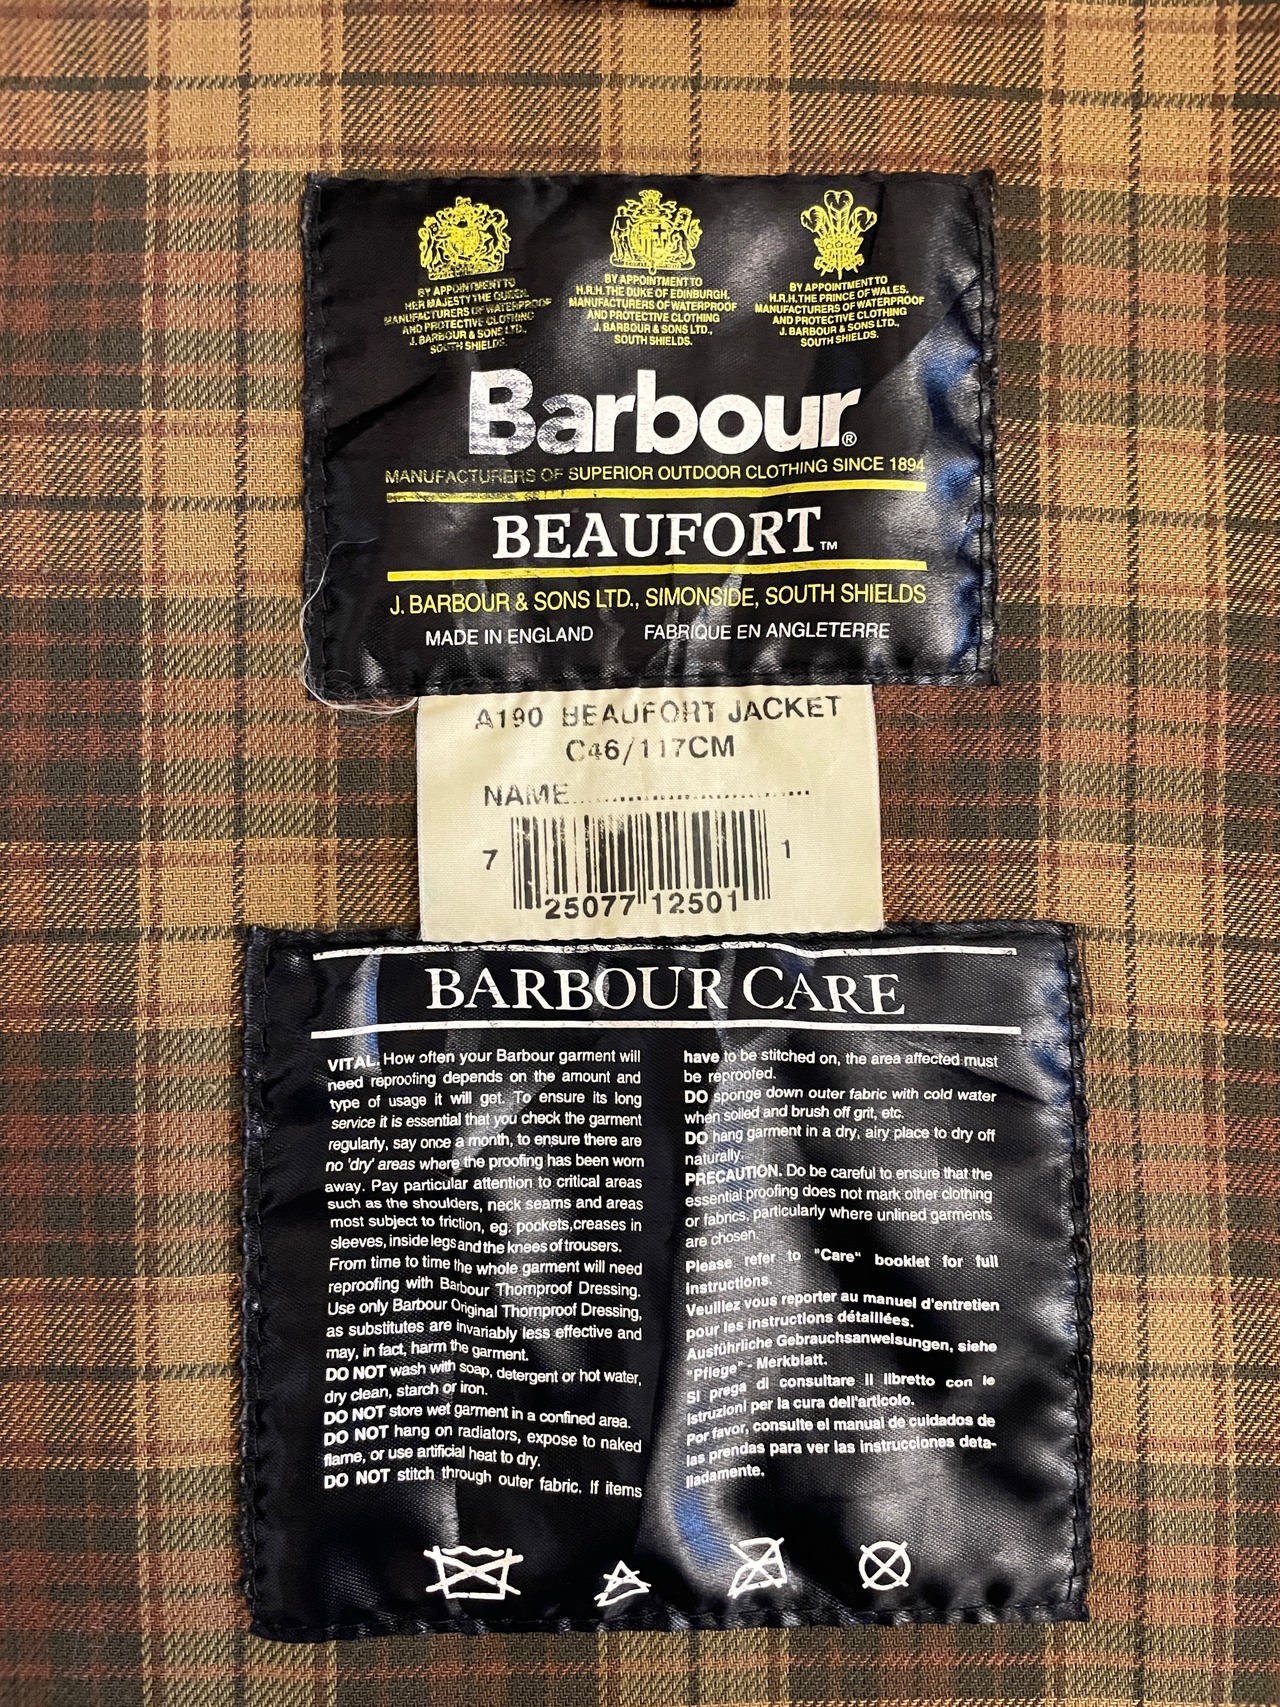 BY APPOINTMENT TO
HER MAJESTY THE QUEEN.
MANUFACTURERS OF WATERPROOF
AND PROTECTIVE CLOTHING
J. BARBOUR & SONS LTD.,
SOUTH SHIELDS.
BY APPOINTMENT TO
H.R.H. THE DUKE OF EDINBURGH,
MANUFACTURERS OF WATERPROOF
AND PROTECTIVE CLOTHING
J. BARBOUR & SONS LTD.,
SOUTH SHIELDS.
BY APPOINTMENT TO
H.R.H. THE PRINCE OF WALES.
MANUFACTURERS OF WATERPROOF
AND PROTECTIVE CLOTHING
J. BARBOUR & SONS LTD.,
SOUTH SHIELDS.
Barbour®
MANUFACTURERS OF SUPERIOR OUTDOOR CLOTHING SINCE 1894
BEAUFORT™
J. BARBOUR & SONS LTD., SIMONSIDE, SOUTH SHIELDS
MADE IN ENGLAND FABRIQUE EN ANGLETERRE
A190 BEAUFORT JACKET
C46/117CM
NAME..............................
7 25077 12501 1
BARBOUR CARE
VITAL. How often your Barbour garment will
need reproofing depends on the amount and
type of usage it will get. To ensure its long
service it is essential that you check the garment
regularly, say once a month, to ensure there are
no 'dry' areas where the proofing has been worn
away. Pay particular attention to critical areas
such as the shoulders, neck seams and areas
most subject to friction, eg. pockets,creases in
sleeves, inside legs and the knees of trousers.
From time to time the whole garment will need
reproofing with Barbour Thornproof Dressing.
Use only Barbour Original Thornproof Dressing,
as substitutes are invariably less effective and
may, in fact, harm the garment.
DO NOT wash with soap, detergent or hot water,
dry clean, starch or iron.
DO NOT store wet garment in a confined area.
DO NOT hang on radiators, expose to naked
flame, or use artificial heat to dry.
DO NOT stitch through outer fabric. If items
have to be stitched on, the area affected must
be reproofed.
DO sponge down outer fabric with cold water
when soiled and brush off grit, etc.
DO hang garment in a dry, airy place to dry off
naturally.
PRECAUTION. Do be careful to ensure that the
essential proofing does not mark other clothing
or fabrics, particularly where unlined garments
are chosen.
Please refer to "Care" booklet for full
instructions.
Veuillez vous reporter au manuel d'entretien
pour les instructions détaillées.
Ausführliche Gebrauchsanweisungen, siehe
"Pflege" - Merkblatt.
Si prega di consultare il libretto con le
istruzioni per la cura dell'articolo.
Por favor, consulte el manual de cuidados de
las prendas para ver las instrucciones deta-
lladamente.